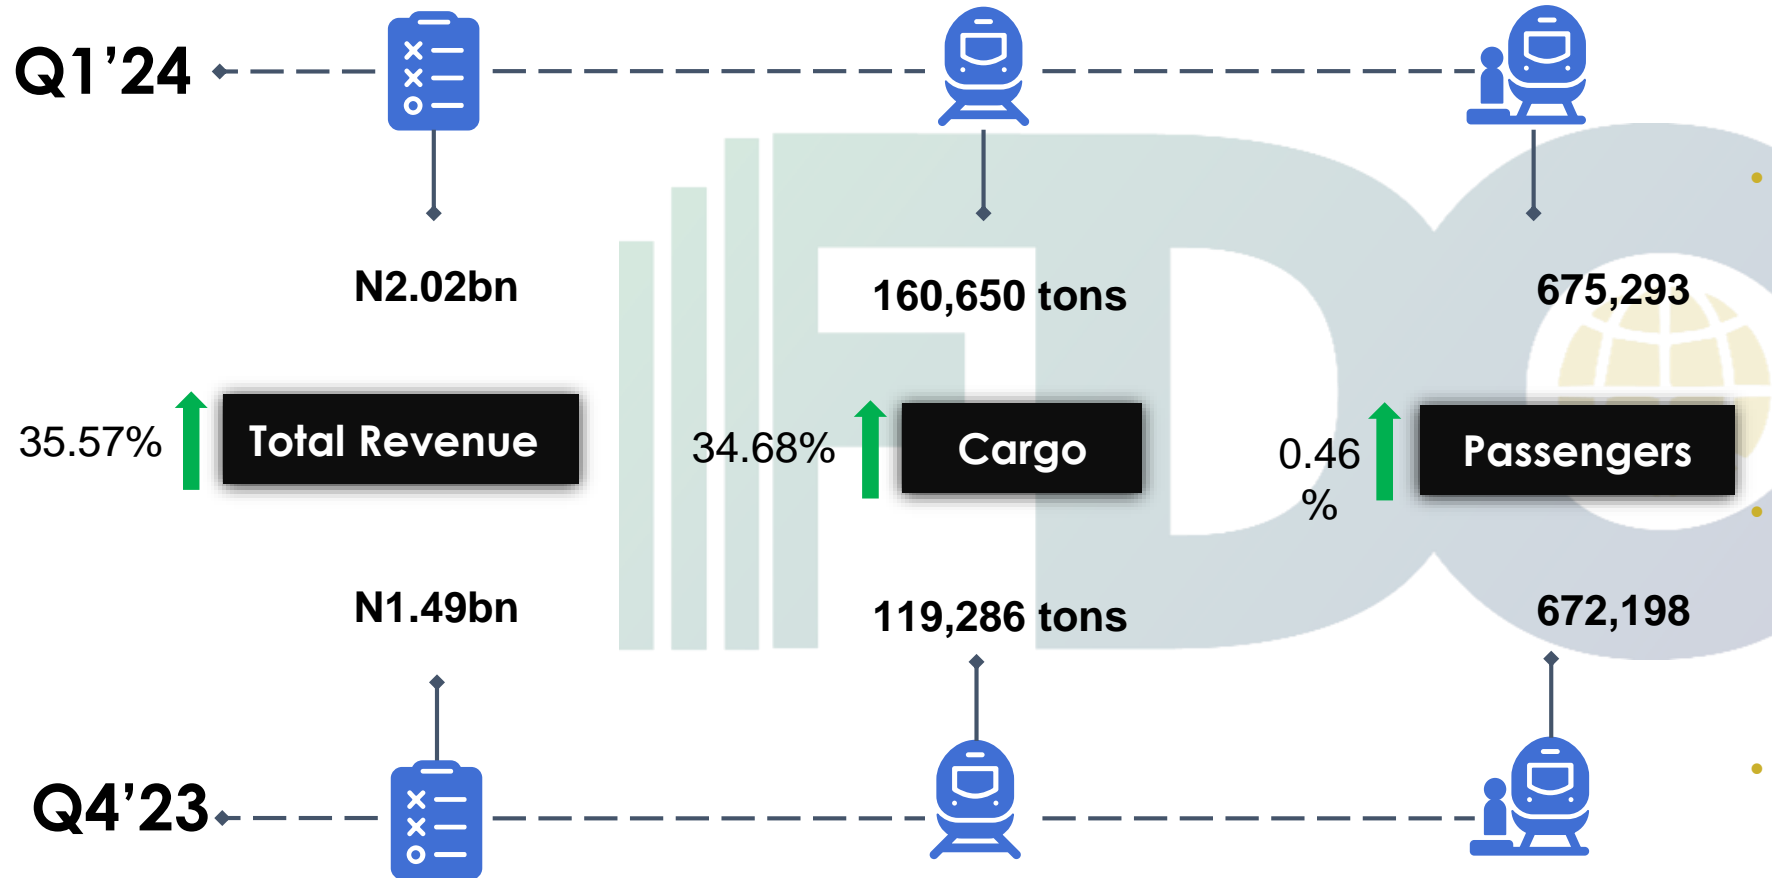 Q1’24
N2.02bn
160,650 tons
675,293
35.57%
Total Revenue
34.68%
Cargo
0.46
%
Passengers
N1.49bn
119,286 tons
672,198
Q4’23
FDC